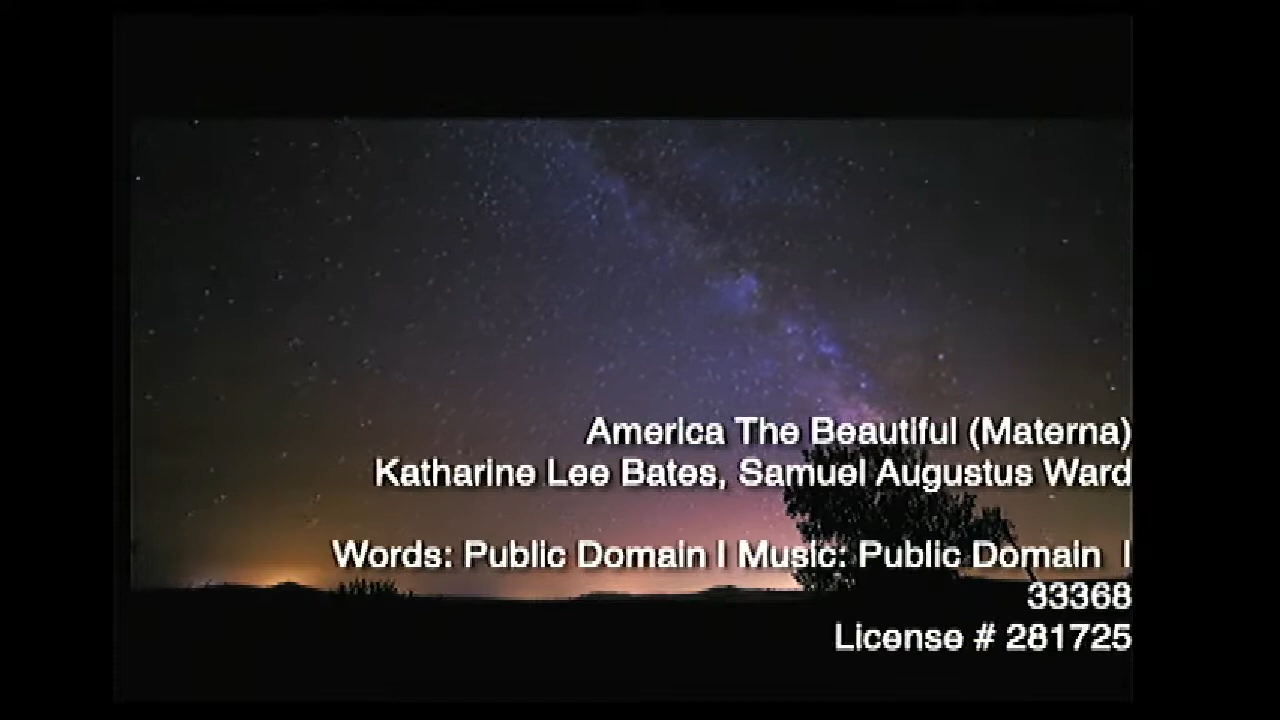 America The Beautiful (Materna)
Katharine Lee Bates, Samuel Augustus Ward
Words: Public Domain | Music: Public Domain |
33368
License # 281725